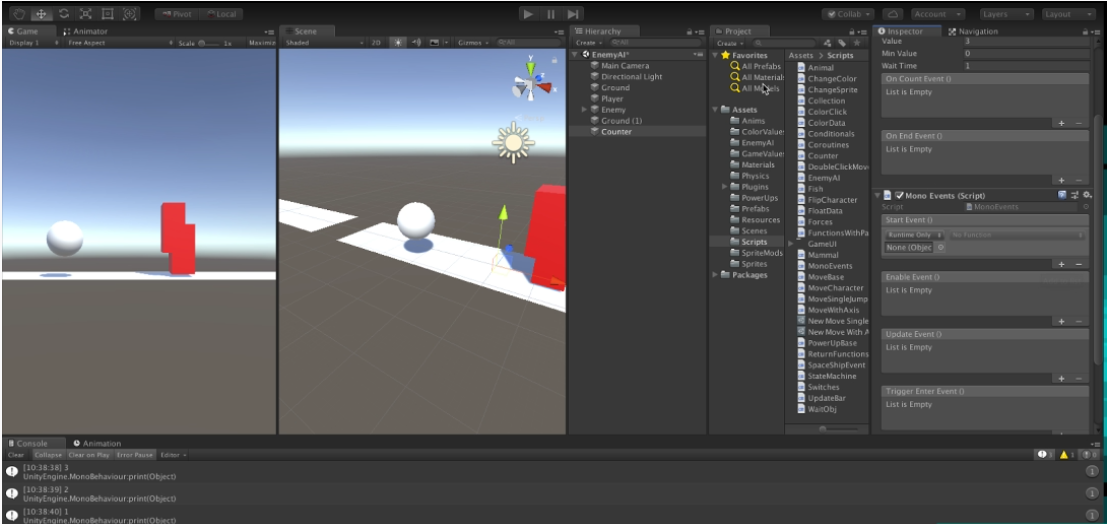 Pivot Local
Collab Account Layers Layout
Game Animator
Display 1 Free Aspect Scale 1x Maximiz
Scene
Shaded 2D Gizmos All
Hierarchy
Create All
EnemyAI*
Main Camera
Directional Light
Ground
Player
Enemy
Ground (1)
Counter
Project
Create
Favorites
All Prefabs
All Materials
Assets
Anims
ColorValues
EnemyAI
GameValues
Materials
Physics
Plugins
PowerUps
Prefabs
Resources
Scenes
Scripts
SpriteMods
Sprites
Packages
Assets > Scripts
Animal
ChangeColor
ChangeSprite
Collection
ColorClick
ColorData
Conditionals
Coroutines
Counter
DoubleClickMov
EnemyAI
Fish
FlipCharacter
FloatData
Forces
FunctionsWithPa
GameUI
Mammal
MonoEvents
MoveBase
MoveCharacter
MoveSingleJump
MoveWithAxis
New Move Single
New Move With A
PowerUpBase
ReturnFunctions
SpaceShipEvent
StateMachine
Switches
UpdateBar
WaitObj
Inspector Navigation
Value 3
Min Value 0
Wait Time 1
On Count Event ()
List is Empty
On End Event ()
List is Empty
Mono Events (Script)
Script MonoEvents
Start Event ()
Runtime Only No Function
None (Objec
Enable Event ()
List is Empty
Update Event ()
List is Empty
Trigger Enter Event ()
List is Empty
Console Animation
Clear Collapse Clear on Play Error Pause Editor
[10:38:38] 3
UnityEngine.MonoBehaviour:print(Object)
1
[10:38:39] 2
UnityEngine.MonoBehaviour:print(Object)
1
[10:38:40] 1
UnityEngine.MonoBehaviour:print(Object)
1